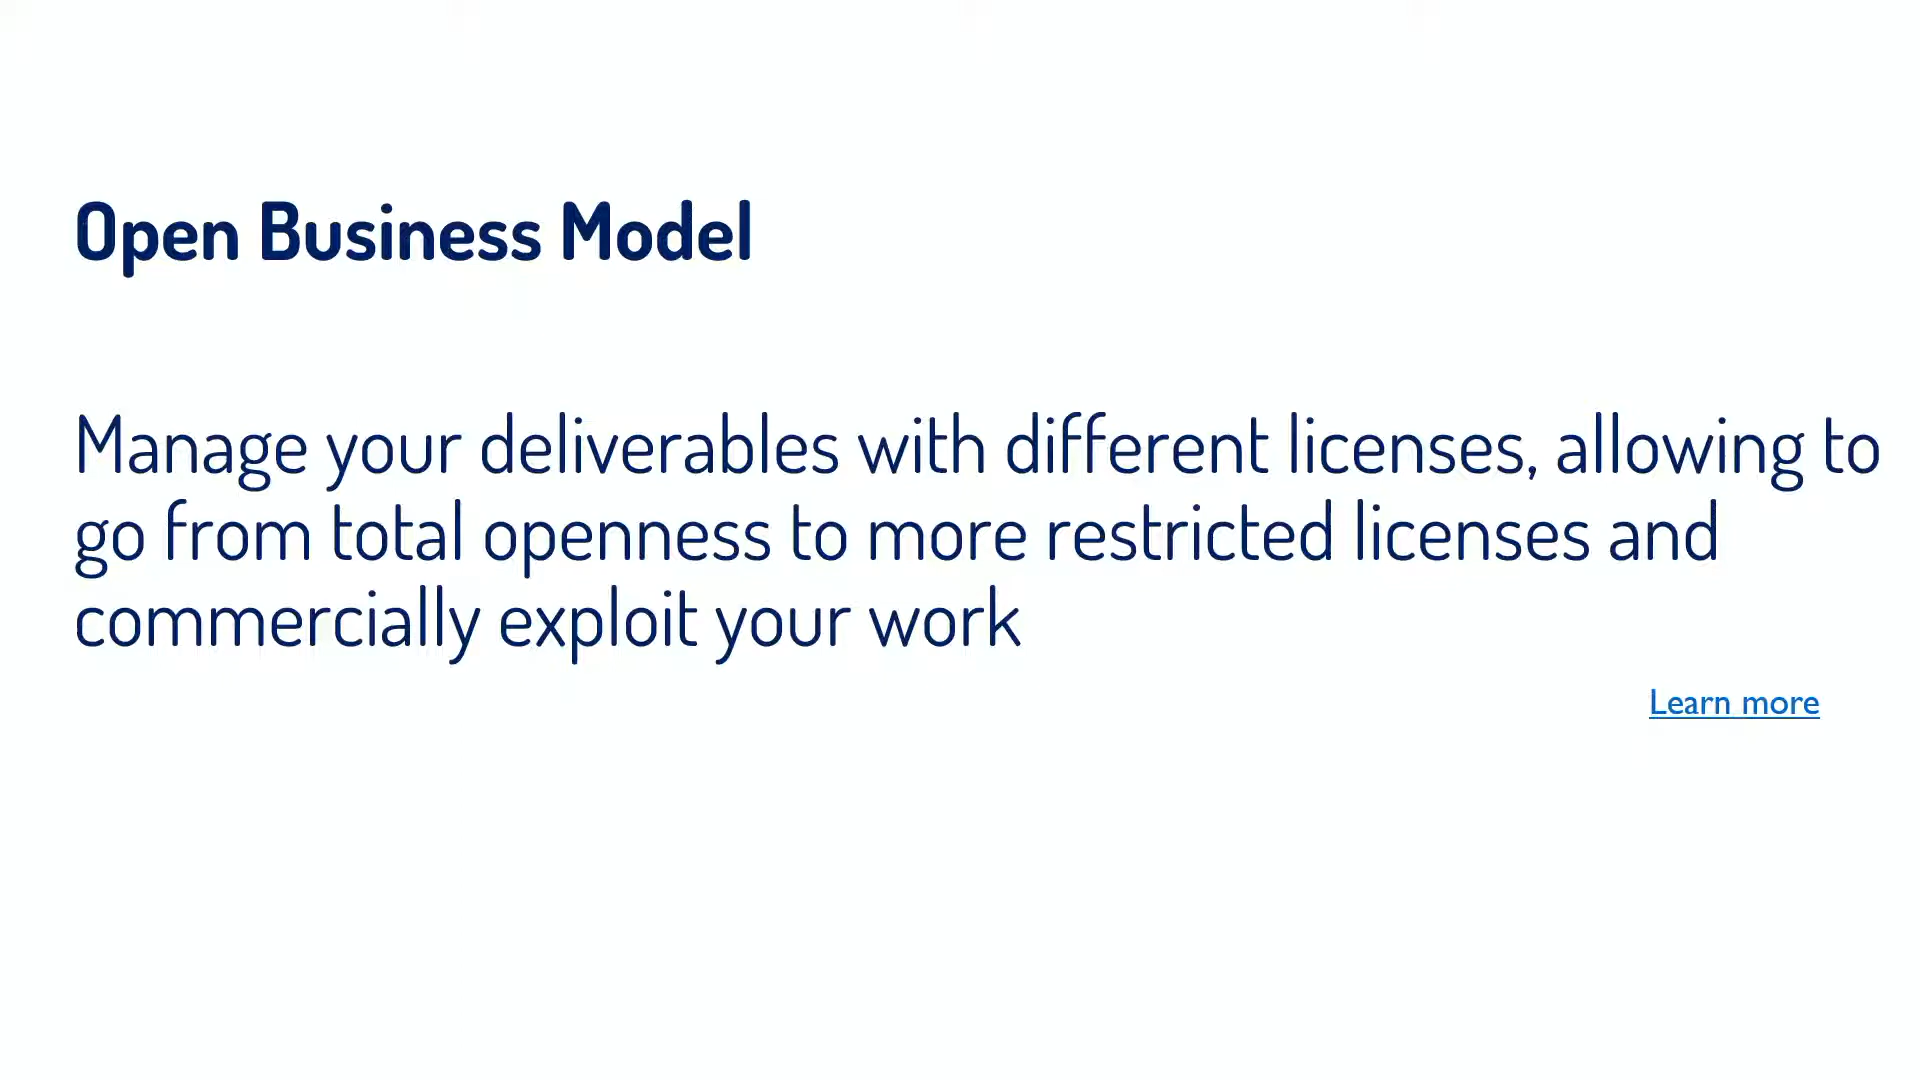 Open Business Model
Manage your deliverables with different licenses, allowing to
go from total openness to more restricted licenses and
commercially exploit your work
Learn more